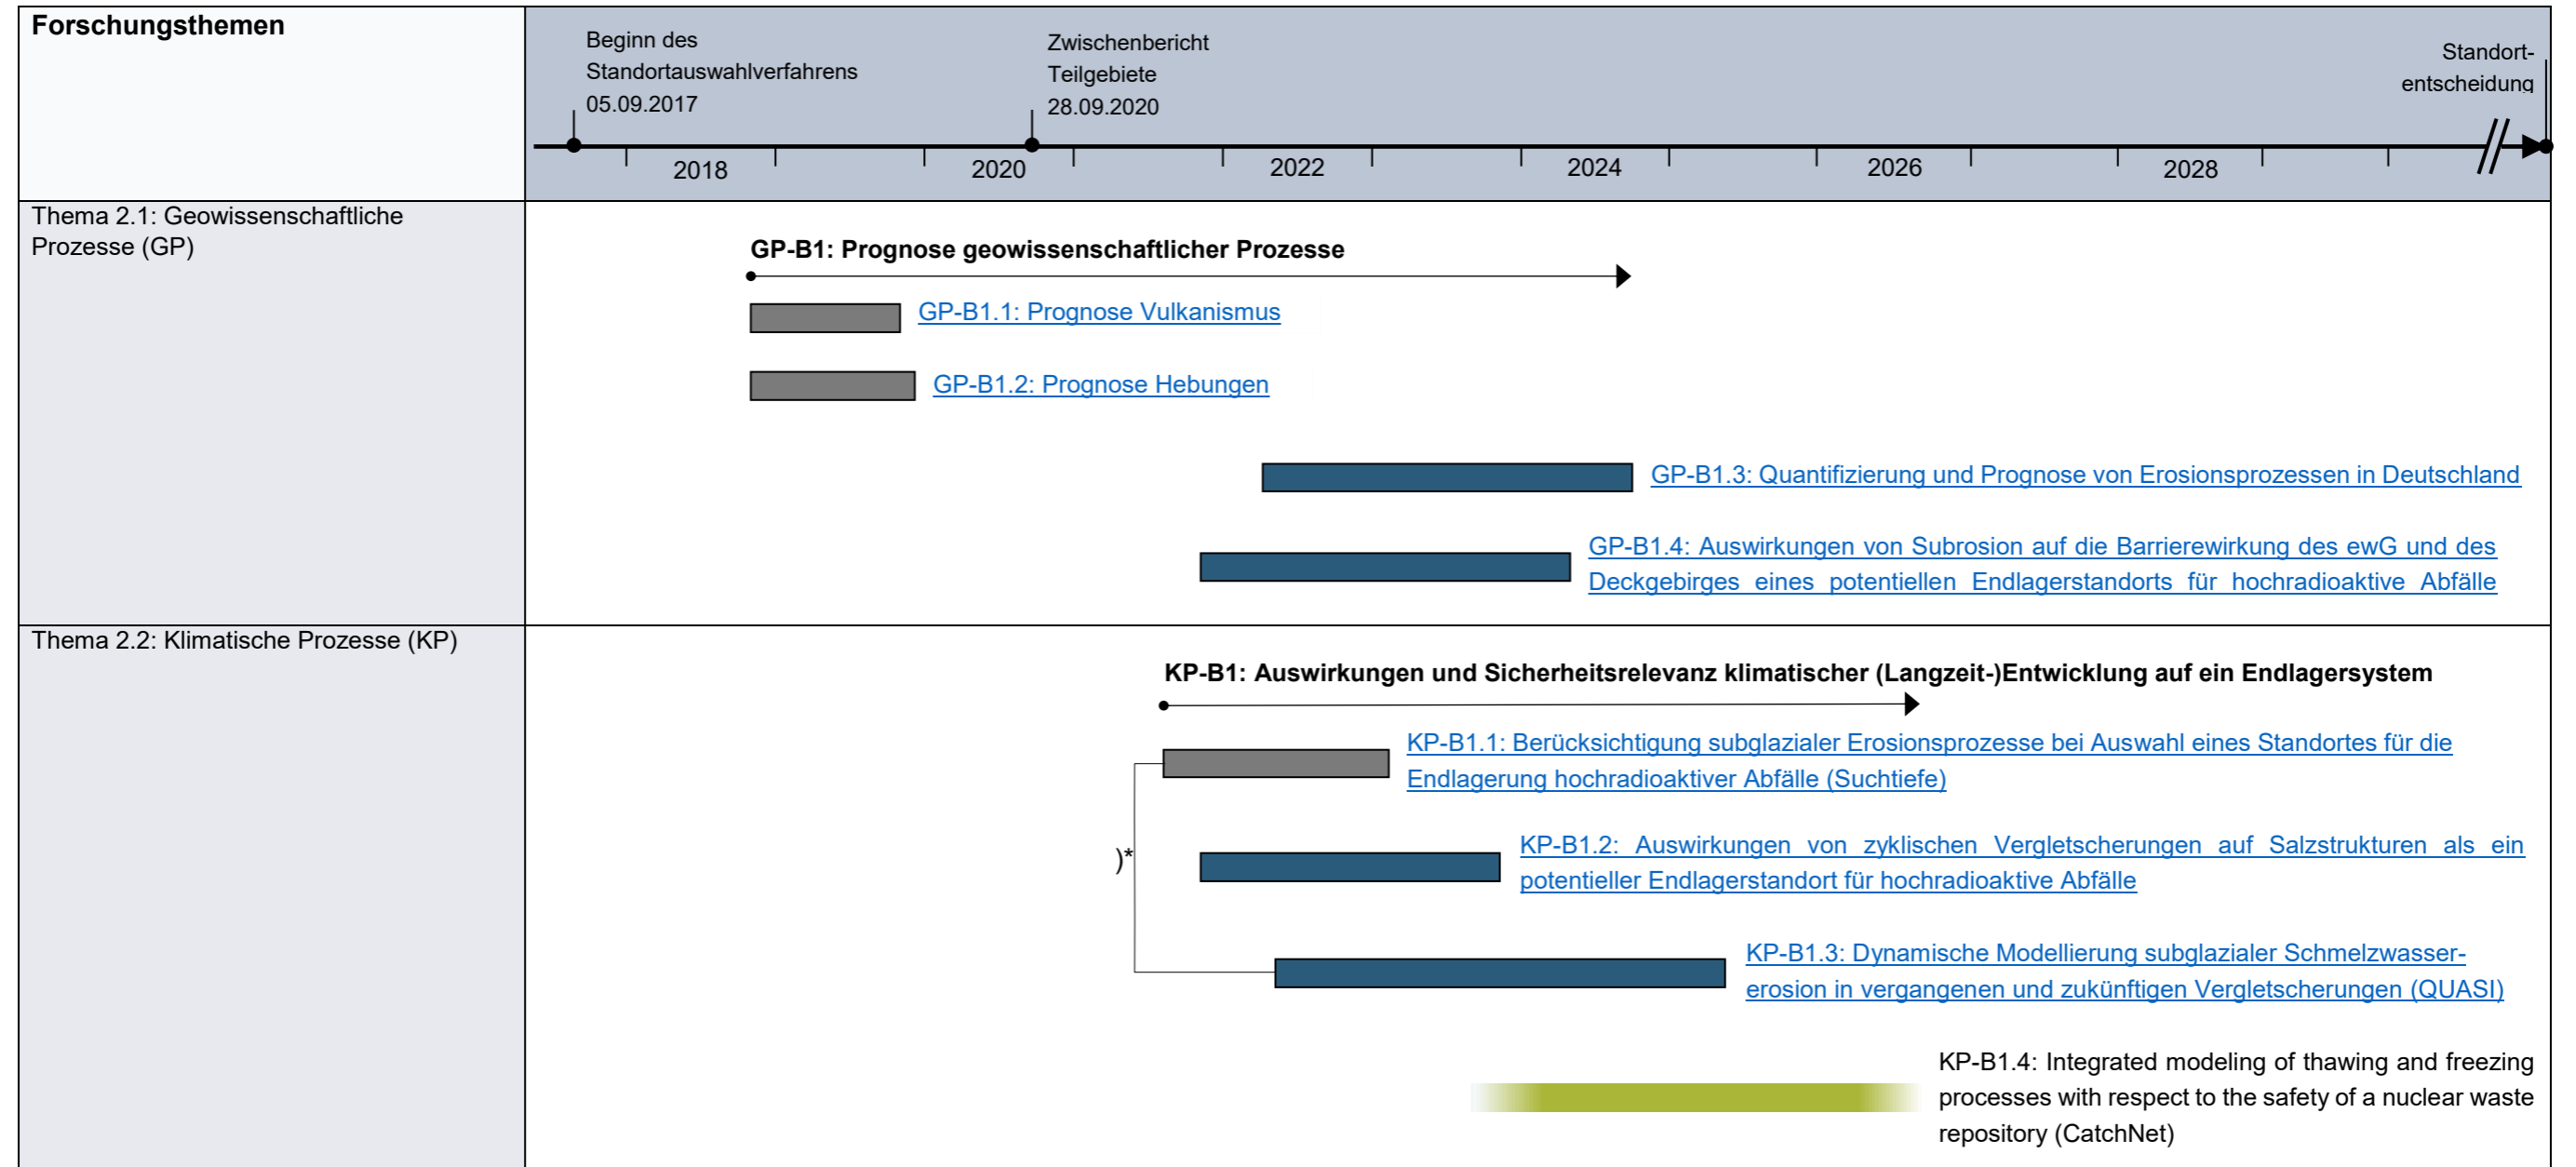 Forschungsthemen
Beginn des
Standortauswahlverfahrens
05.09.2017
Zwischenbericht
Teilgebiete
28.09.2020
Standort-
entscheidung
2018
2020
2022
2024
2026
2028
Thema 2.1: Geowissenschaftliche
Prozesse (GP)
GP-B1: Prognose geowissenschaftlicher Prozesse
GP-B1.1: Prognose Vulkanismus
GP-B1.2: Prognose Hebungen
GP-B1.3: Quantifizierung und Prognose von Erosionsprozessen in Deutschland
GP-B1.4: Auswirkungen von Subrosion auf die Barrierewirkung des ewG und des
Deckgebirges eines potentiellen Endlagerstandorts für hochradioaktive Abfälle
Thema 2.2: Klimatische Prozesse (KP)
KP-B1: Auswirkungen und Sicherheitsrelevanz klimatischer (Langzeit-)Entwicklung auf ein Endlagersystem
KP-B1.1: Berücksichtigung subglazialer Erosionsprozesse bei Auswahl eines Standortes für die
Endlagerung hochradioaktiver Abfälle (Suchtiefe)
)*
KP-B1.2: Auswirkungen von zyklischen Vergletscherungen auf Salzstrukturen als ein
potentieller Endlagerstandort für hochradioaktive Abfälle
KP-B1.3: Dynamische Modellierung subglazialer Schmelzwasser-
erosion in vergangenen und zukünftigen Vergletscherungen (QUASI)
KP-B1.4: Integrated modeling of thawing and freezing
processes with respect to the safety of a nuclear waste
repository (CatchNet)